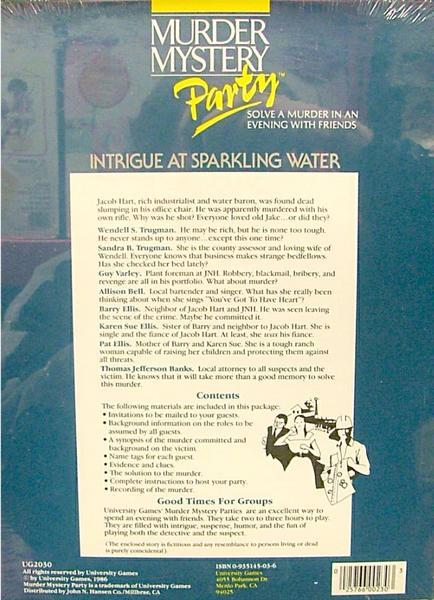 MURDER
MYSTERY
Party™
SOLVE A MURDER IN AN
EVENING WITH FRIENDS
INTRIGUE AT SPARKLING WATER
Jacob Hart, rich industrialist and water baron, was found dead
slumping in his office chair. He was apparently murdered with his
own rifle. Why was he shot? Everyone loved old Jake...or did they?
Wendell S. Trugman. He may be rich, but he is none too tough.
He never stands up to anyone...except this one time?
Sandra B. Trugman. She is the county assessor and loving wife of
Wendell. Everyone knows that business makes strange bedfellows.
Has she checked her bed lately?
Guy Varley. Plant foreman at JNH. Robbery, blackmail, bribery, and
revenge are all in his portfolio. What about murder?
Allison Bell. Local bartender and singer. What has she really been
thinking about when she sings "You've Got To Have Heart"?
Barry Ellis. Neighbor of Jacob Hart and JNH. He was seen leaving
the scene of the crime. Maybe he committed it.
Karen Sue Ellis. Sister of Barry and neighbor to Jacob Hart. She is
single and the fiance of Jacob Hart. At least, she was his fiance.
Pat Ellis. Mother of Barry and Karen Sue. She is a tough ranch
woman capable of raising her children and protecting them against
all threats.
Thomas Jefferson Banks. Local attorney to all suspects and the
victim. He knows that it will take more than a good memory to solve
this murder.
Contents
The following materials are included in this package:
• Invitations to be mailed to your guests.
• Background information on the roles to be
assumed by all guests.
• A synopsis of the murder committed and
background on the victim.
• Name tags for each guest.
• Evidence and clues.
• The solution to the murder.
• Complete instructions to host your party.
• Recording of the murder.
Good Times For Groups
University Games' Murder Mystery Parties are an excellent way to
spend an evening with friends. They take two to three hours to play.
They are filled with intrigue, suspense, humor, and the fun of
playing both the detective and the suspect.
(The enclosed story is fictitious and any resemblance to persons living or dead
is purely coincidental.)
UG2030
All rights reserved by University Games
© by University Games, 1986
Murder Mystery Party is a trademark of University Games
Distributed by John N. Hansen Co./Millbrae, CA
ISBN 0-935145-03-6
University Games
4055 Bohannon Dr.
Menlo Park, CA
94025
25766 00230
3